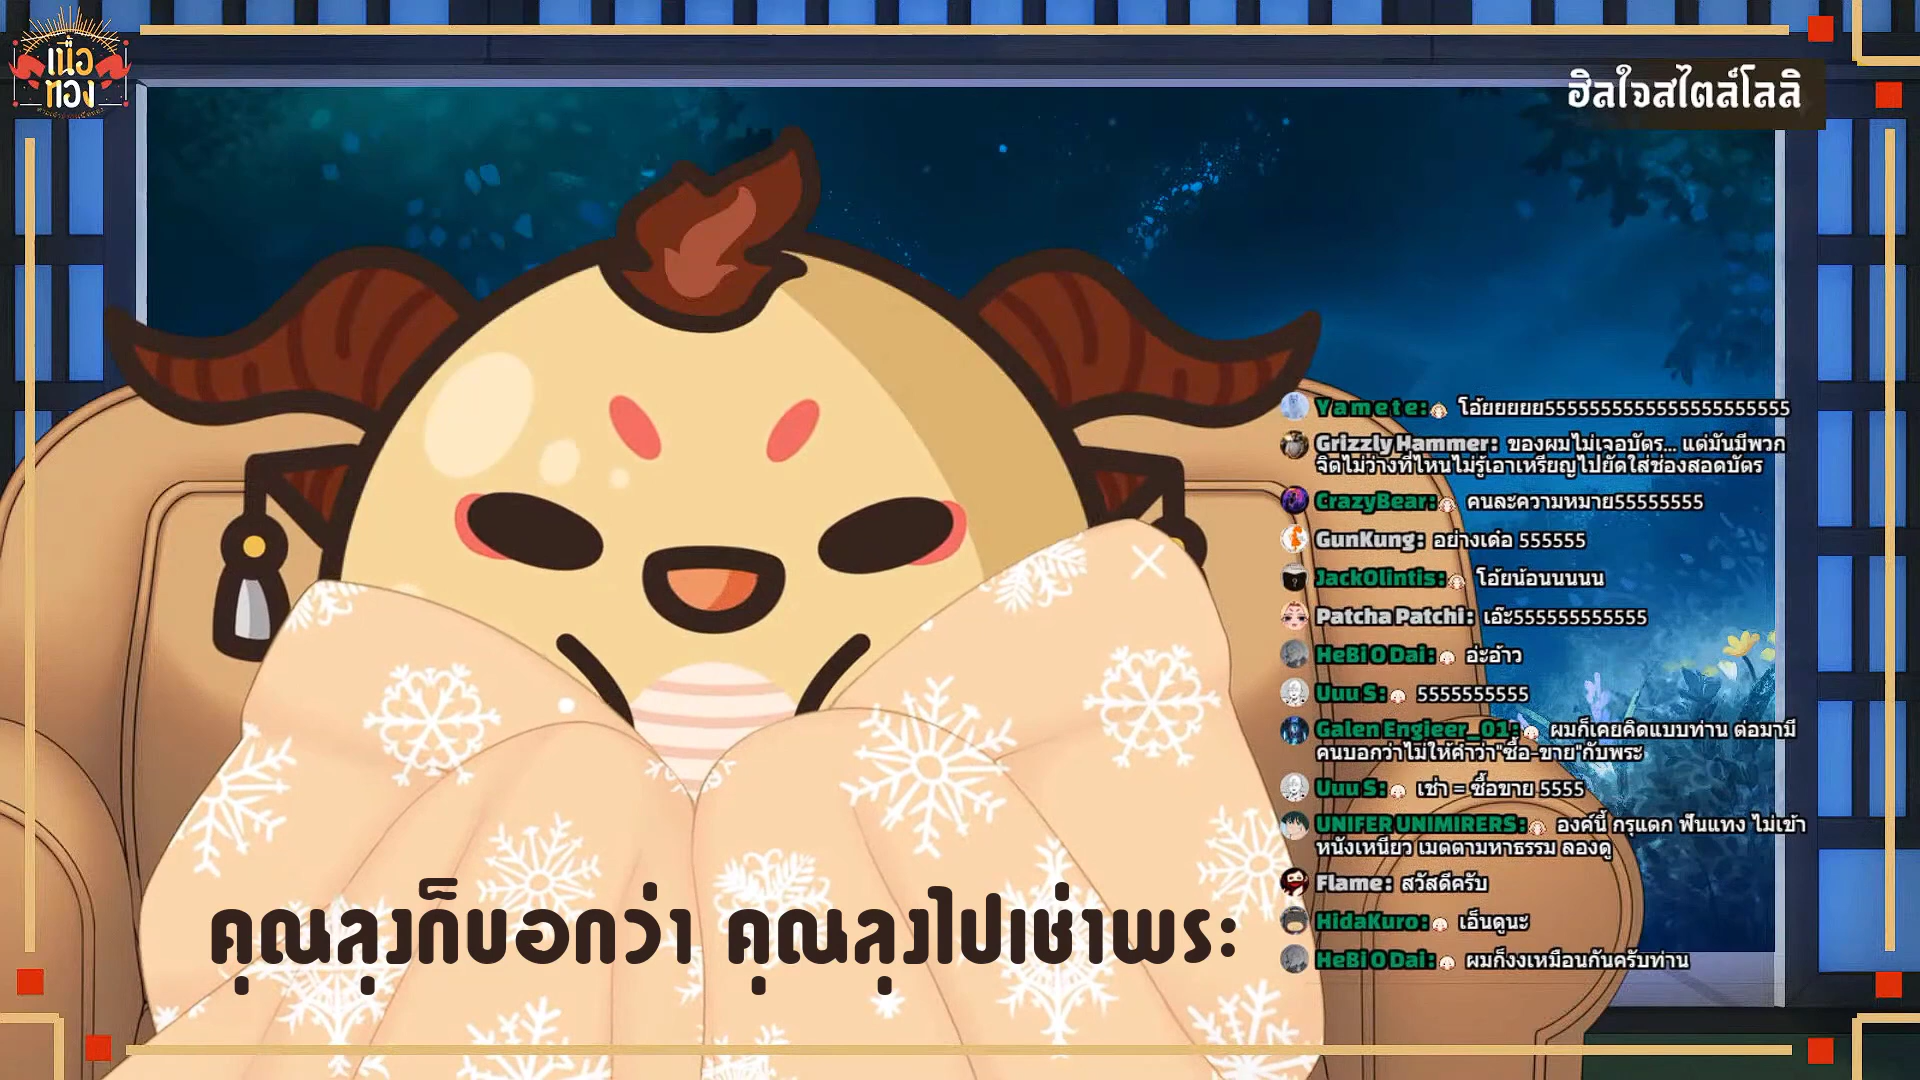 เนื้อ
ทอง
ฮิลใจสไตล์โลลิ
Yamete: โอ้ยยยยย5555555555555555555555
Grizzly Hammer: ของผมไม่เจอบัตร... แต่มันมีพวก
จิตไม่ว่างที่ไหนไม่รู้เอาเหรียญไปยัดใส่ช่องสอดบัตร
CrazyBear: คนละความหมาย55555555
GunKung: อย่างเด๋อ 555555
JackOlintis: โอ้ยน้อนนนนน
Patcha Patchi: เอ๊ะ555555555555
HeBi O Dai: อ่ะอ้าว
Uuu S: 5555555555
Galen Engieer_01: ผมก็เคยคิดแบบท่าน ต่อมามี
คนบอกว่าไม่ให้คำว่า"ซื้อ-ขาย"กับพระ
Uuu S: เช่า = ซื้อขาย 5555
UNIFER UNIMIRERS: องค์นี้ กรุแตก ฟันแทง ไม่เข้า
หนังเหนียว เมตตามหาธรรม ลองดู
Flame: สวัสดีครับ
HidaKuro: เอ็นดูนะ
HeBi O Dai: ผมก็งงเหมือนกันครับท่าน
คุณลุงก็บอกว่า คุณลุงไปเช่าพระ